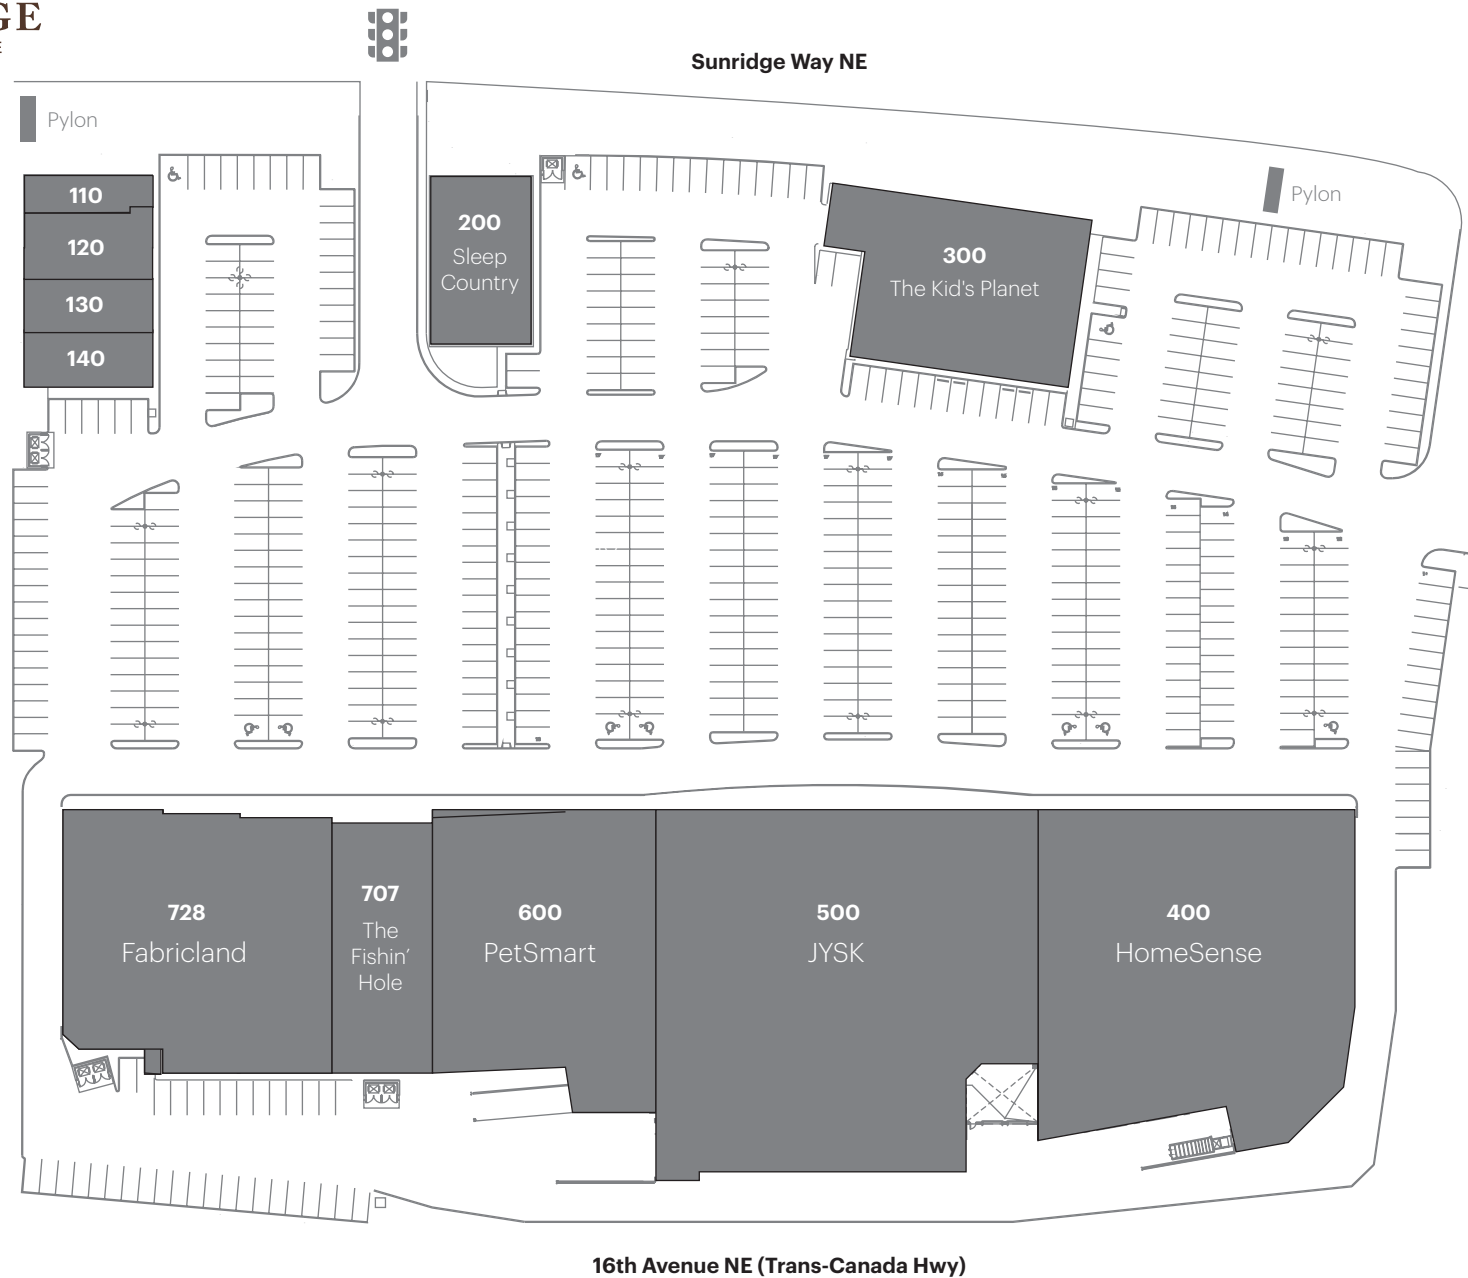 GE
E
Sunridge Way NE
Pylon
Pylon
110
120
130
140
200
Sleep
Country
300
The Kid's Planet
728
Fabricland
707
The
Fishin’
Hole
600
PetSmart
500
JYSK
400
HomeSense
16th Avenue NE (Trans-Canada Hwy)